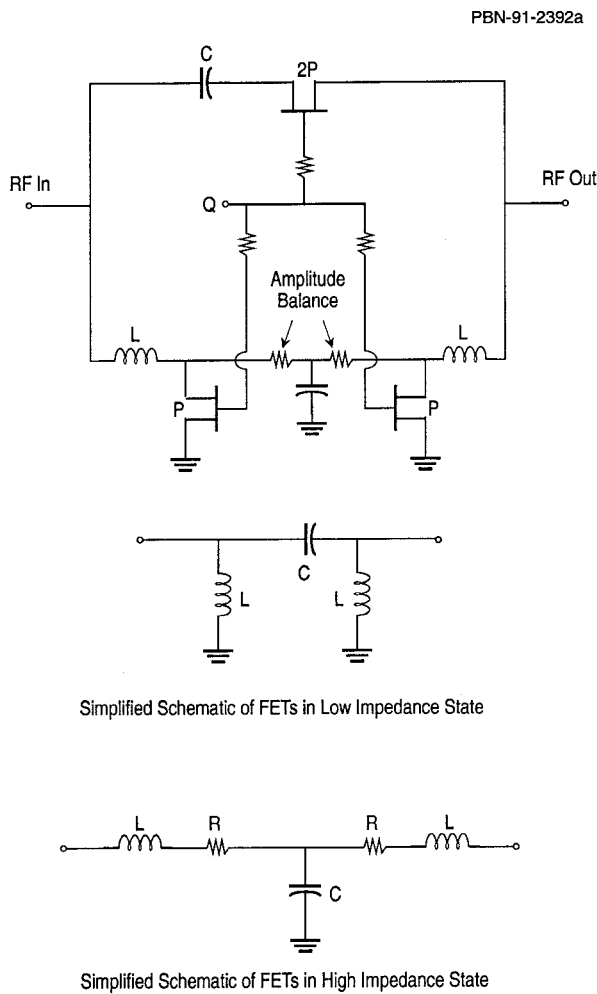 PBN-91-2392a
C
2P
RF In
RF Out
Q
Amplitude
Balance
L
L
P
P
C
L
L
Simplified Schematic of FETs in Low Impedance State
L
R
R
L
C
Simplified Schematic of FETs in High Impedance State